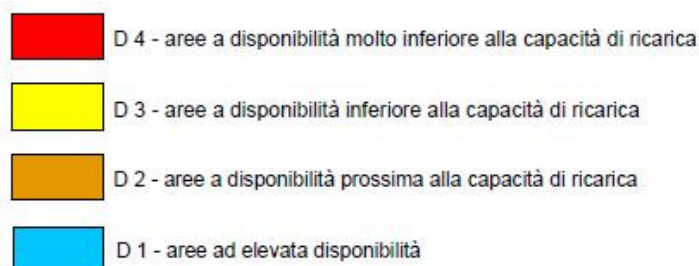 D 4 - aree a disponibilità molto inferiore alla capacità di ricarica
D 3 - aree a disponibilità inferiore alla capacità di ricarica
D 2 - aree a disponibilità prossima alla capacità di ricarica
D 1 - aree ad elevata disponibilità